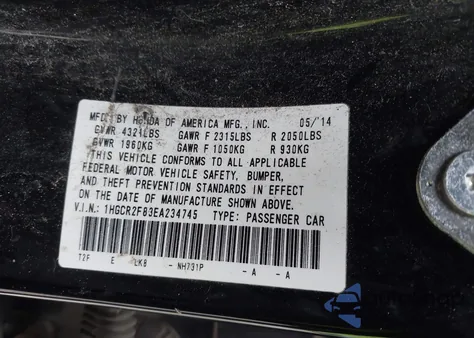 MFD. BY HONDA OF AMERICA MFG., INC. 05/14
GVWR 4321LBS GAWR F 2315LBS R 2050LBS
GVWR 1960KG GAWR F 1050KG R 930KG
THIS VEHICLE CONFORMS TO ALL APPLICABLE
FEDERAL MOTOR VEHICLE SAFETY, BUMPER,
AND THEFT PREVENTION STANDARDS IN EFFECT
ON THE DATE OF MANUFACTURE SHOWN ABOVE.
V.I.N.: 1HGCR2F83EA234745 TYPE: PASSENGER CAR
T2F E LK8 - NH731P - A - A